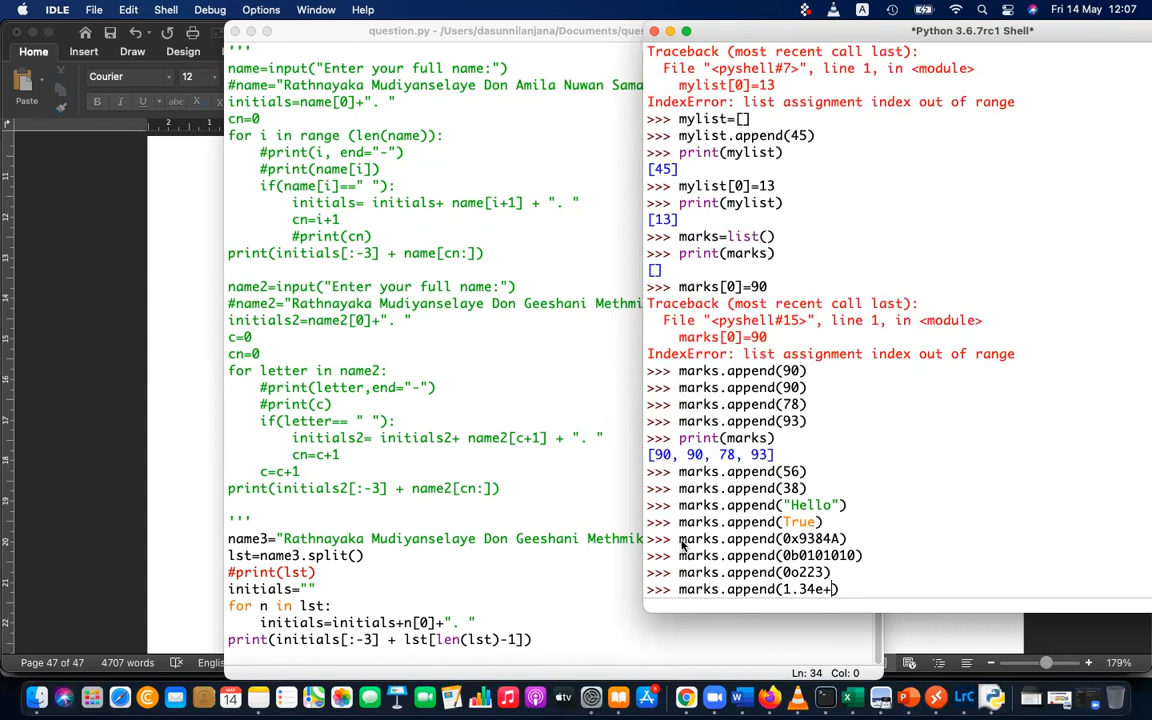 IDLE File Edit Shell Debug Options Window Help
A Fri 14 May 12:07
Home Insert Draw Design
Paste
Courier 12
B I U abc
question.py - /Users/dasunnilanjana/Documents/ques
'''
name=input("Enter your full name:")
#name="Rathnayaka Mudiyanselaye Don Amila Nuwan Sama
initials=name[0]+". "
cn=0
for i in range (len(name)):
#print(i, end="-")
#print(name[i])
if(name[i]==" "):
initials= initials+ name[i+1] + ". "
cn=i+1
#print(cn)
print(initials[:-3] + name[cn:])
name2=input("Enter your full name:")
#name2="Rathnayaka Mudiyanselaye Don Geeshani Methmi
initials2=name2[0]+". "
c=0
cn=0
for letter in name2:
#print(letter,end="-")
#print(c)
if(letter== " "):
initials2= initials2+ name2[c+1] + ". "
cn=c+1
c=c+1
print(initials2[:-3] + name2[cn:])
'''
name3="Rathnayaka Mudiyanselaye Don Geeshani Methmik
lst=name3.split()
#print(lst)
initials=""
for n in lst:
initials=initials+n[0]+". "
print(initials[:-3] + lst[len(lst)-1])
Ln: 34 Col: 0
*Python 3.6.7rc1 Shell*
Traceback (most recent call last):
File "<pyshell#7>", line 1, in <module>
mylist[0]=13
IndexError: list assignment index out of range
>>> mylist=[]
>>> mylist.append(45)
>>> print(mylist)
[45]
>>> mylist[0]=13
>>> print(mylist)
[13]
>>> marks=list()
>>> print(marks)
[]
>>> marks[0]=90
Traceback (most recent call last):
File "<pyshell#15>", line 1, in <module>
marks[0]=90
IndexError: list assignment index out of range
>>> marks.append(90)
>>> marks.append(90)
>>> marks.append(78)
>>> marks.append(93)
>>> print(marks)
[90, 90, 78, 93]
>>> marks.append(56)
>>> marks.append(38)
>>> marks.append("Hello")
>>> marks.append(True)
>>> marks.append(0x9384A)
>>> marks.append(0b0101010)
>>> marks.append(0o223)
>>> marks.append(1.34e+)
Page 47 of 47 4707 words Englis
179%